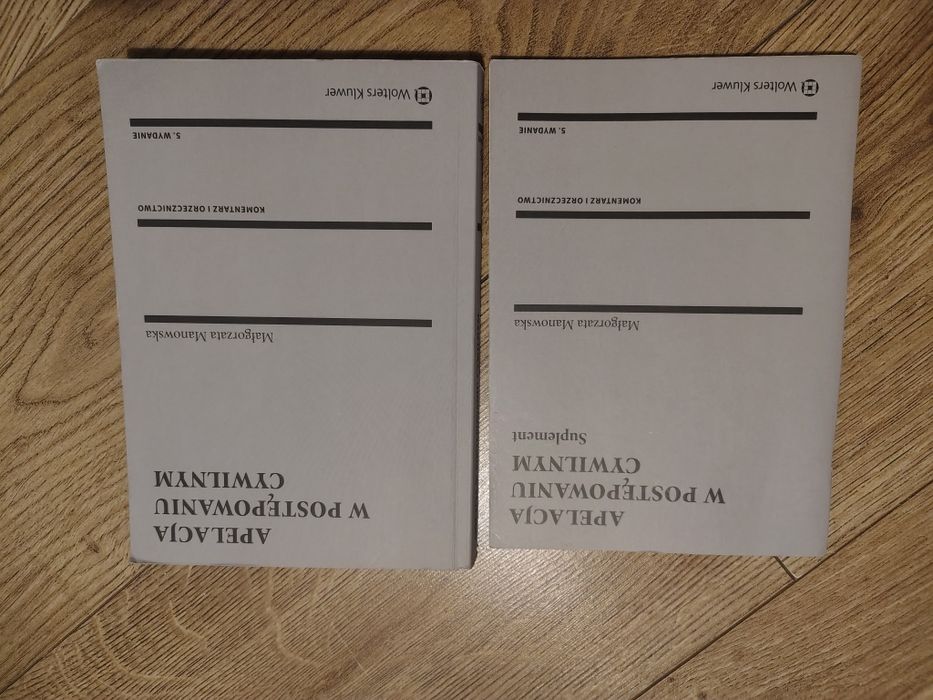 APELACJA
W POSTĘPOWANIU
CYWILNYM
Suplement
Małgorzata Manowska
KOMENTARZ I ORZECZNICTWO
5. WYDANIE
Wolters Kluwer
APELACJA
W POSTĘPOWANIU
CYWILNYM
Małgorzata Manowska
KOMENTARZ I ORZECZNICTWO
5. WYDANIE
Wolters Kluwer